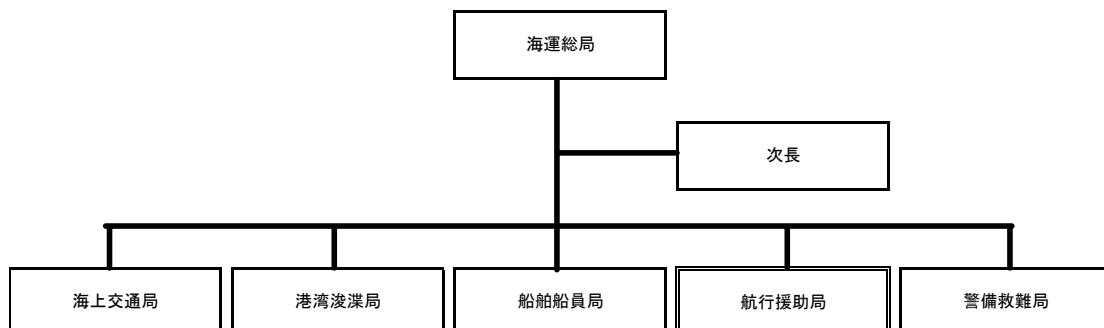 海運総局
次長
海上交通局
港湾浚渫局
船舶船員局
航行援助局
警備救難局